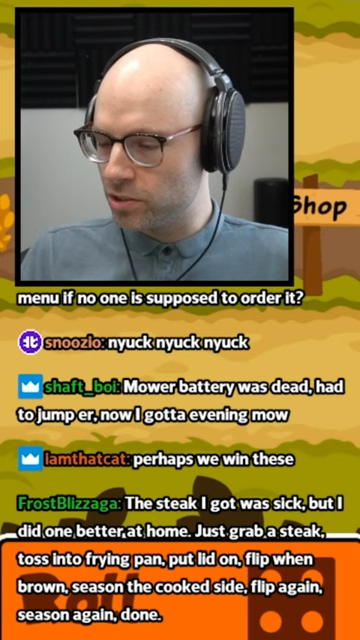 Shop
menu if no one is supposed to order it?
snoozio: nyuck nyuck nyuck
shaft_boi: Mower battery was dead, had
to jump er, now I gotta evening mow
Iamthatcat: perhaps we win these
FrostBlizzaga: The steak I got was sick, but I
did one better at home. Just grab a steak,
toss into frying pan, put lid on, flip when
brown, season the cooked side, flip again,
season again, done.